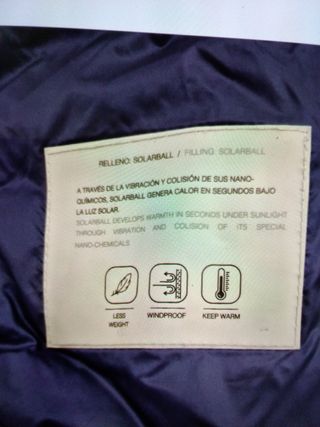 RELLENO: SOLARBALL / FILLING: SOLARBALL
A TRAVÉS DE LA VIBRACIÓN Y COLISIÓN DE SUS NANO-
QUÍMICOS, SOLARBALL GENERA CALOR EN SEGUNDOS BAJO
LA LUZ SOLAR.
SOLARBALL DEVELOPS WARMTH IN SECONDS UNDER SUNLIGHT
THROUGH VIBRATION AND COLISION OF ITS SPECIAL
NANO-CHEMICALS
LESS
WEIGHT
WINDPROOF
KEEP WARM